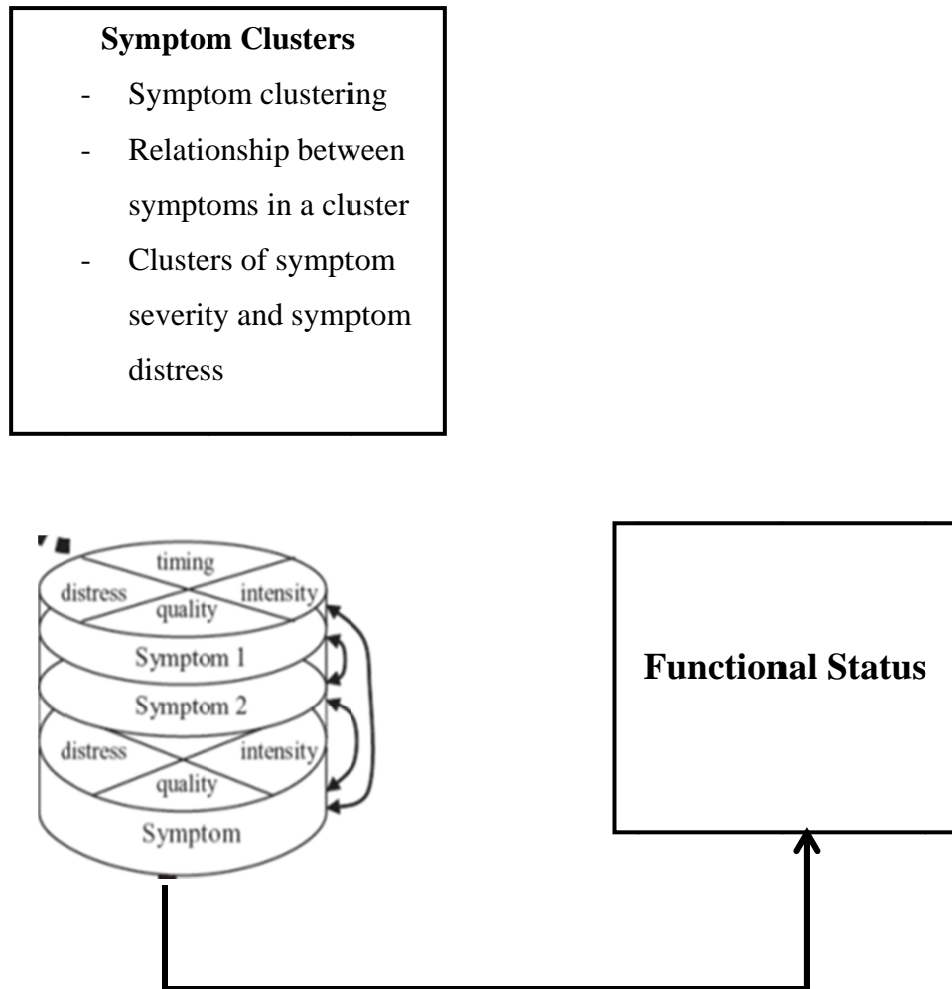 Symptom Clusters
- Symptom clustering
- Relationship between
symptoms in a cluster
- Clusters of symptom
severity and symptom
distress
timing
distress intensity
quality
Symptom 1
Symptom 2
distress intensity
quality
Symptom
Functional Status